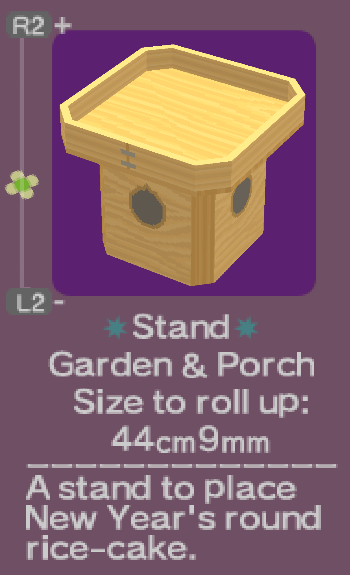 R2 +
L2 -
Stand
Garden & Porch
Size to roll up:
44cm9mm
A stand to place
New Year's round
rice-cake.